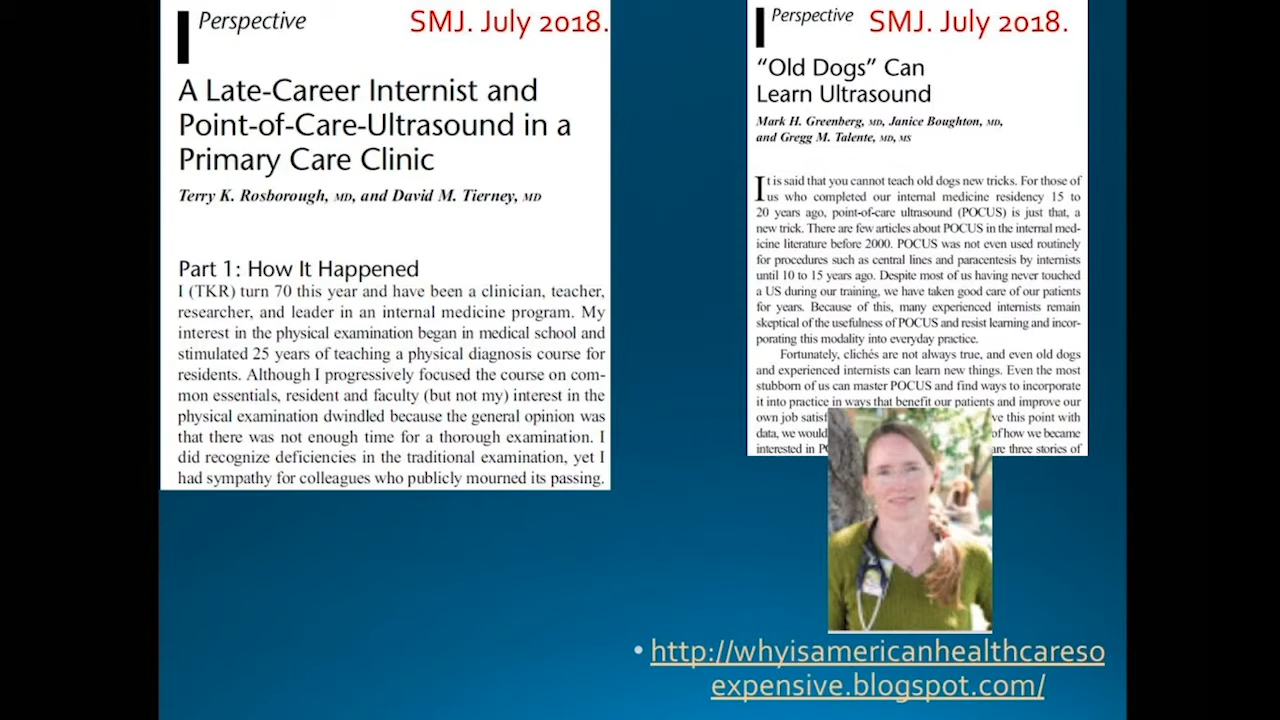 Perspective
SMJ. July 2018.
A Late-Career Internist and
Point-of-Care-Ultrasound in a
Primary Care Clinic
Terry K. Rosborough, MD, and David M. Tierney, MD
Part 1: How It Happened
I (TKR) turn 70 this year and have been a clinician, teacher,
researcher, and leader in an internal medicine program. My
interest in the physical examination began in medical school and
stimulated 25 years of teaching a physical diagnosis course for
residents. Although I progressively focused the course on com-
mon essentials, resident and faculty (but not my) interest in the
physical examination dwindled because the general opinion was
that there was not enough time for a thorough examination. I
did recognize deficiencies in the traditional examination, yet I
had sympathy for colleagues who publicly mourned its passing.
Perspective
SMJ. July 2018.
“Old Dogs” Can
Learn Ultrasound
Mark H. Greenberg, MD, Janice Boughton, MD,
and Gregg M. Talente, MD, MS
It is said that you cannot teach old dogs new tricks. For those of
us who completed our internal medicine residency 15 to
20 years ago, point-of-care ultrasound (POCUS) is just that, a
new trick. There are few articles about POCUS in the internal med-
icine literature before 2000. POCUS was not even used routinely
for procedures such as central lines and paracentesis by internists
until 10 to 15 years ago. Despite most of us having never touched
a US during our training, we have taken good care of our patients
for years. Because of this, many experienced internists remain
skeptical of the usefulness of POCUS and resist learning and incor-
porating this modality into everyday practice.
Fortunately, clichés are not always true, and even old dogs
and experienced internists can learn new things. Even the most
stubborn of us can master POCUS and find ways to incorporate
it into practice in ways that benefit our patients and improve our
own job satisf ve this point with
data, we would of how we became
interested in are three stories of
• http://whyisamericanhealthcareso
expensive.blogspot.com/